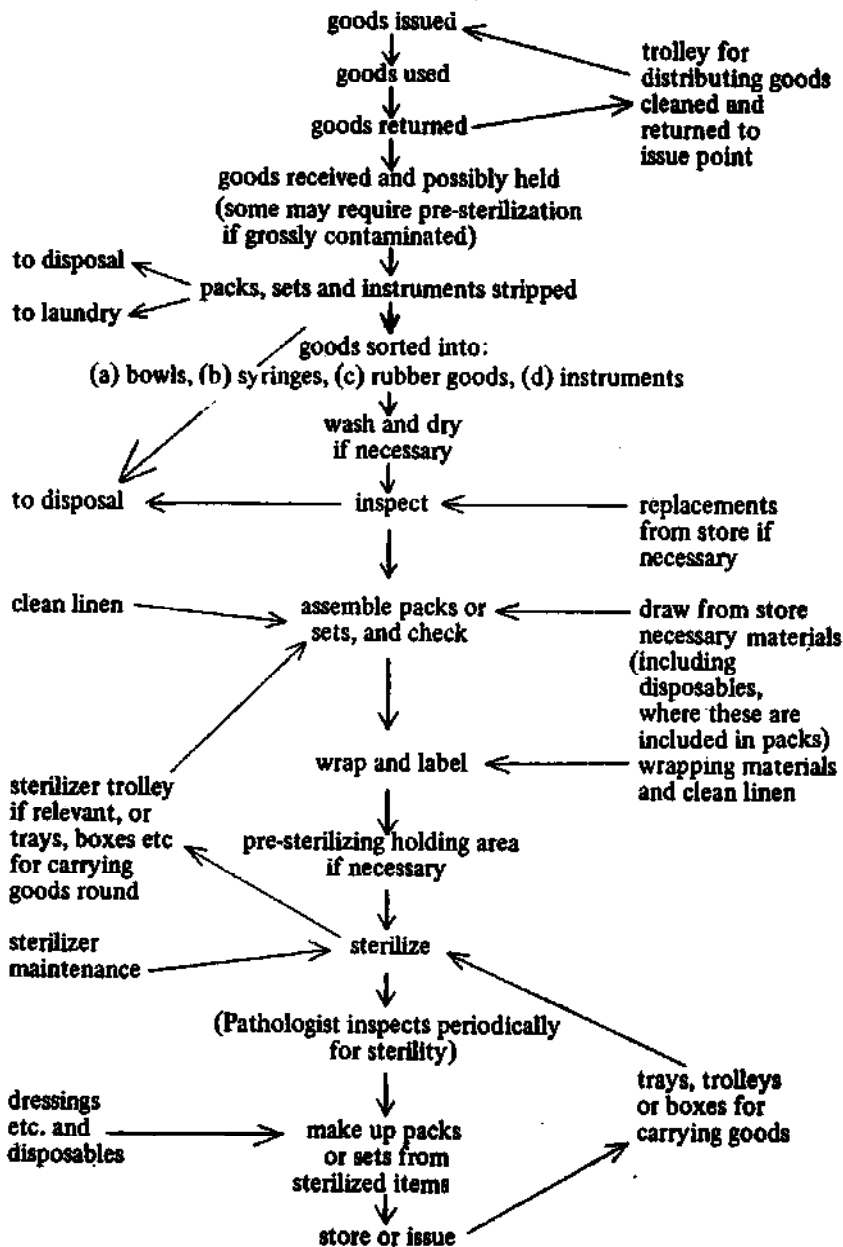 goods issued
trolley for
distributing goods
cleaned and
returned to
issue point
goods used
goods returned
goods received and possibly held
(some may require pre-sterilization
if grossly contaminated)
to disposal
packs, sets and instruments stripped
to laundry
goods sorted into:
(a) bowls, (b) syringes, (c) rubber goods, (d) instruments
wash and dry
if necessary
to disposal
inspect
replacements
from store if
necessary
clean linen
assemble packs or
sets, and check
draw from store
necessary materials
(including
disposables,
where these are
included in packs)
wrapping materials
and clean linen
wrap and label
sterilizer trolley
if relevant, or
trays, boxes etc
for carrying
goods round
pre-sterilizing holding area
if necessary
sterilizer
maintenance
sterilize
(Pathologist inspects periodically
for sterility)
trays, trolleys
or boxes for
carrying goods
dressings
etc. and
disposables
make up packs
or sets from
sterilized items
store or issue